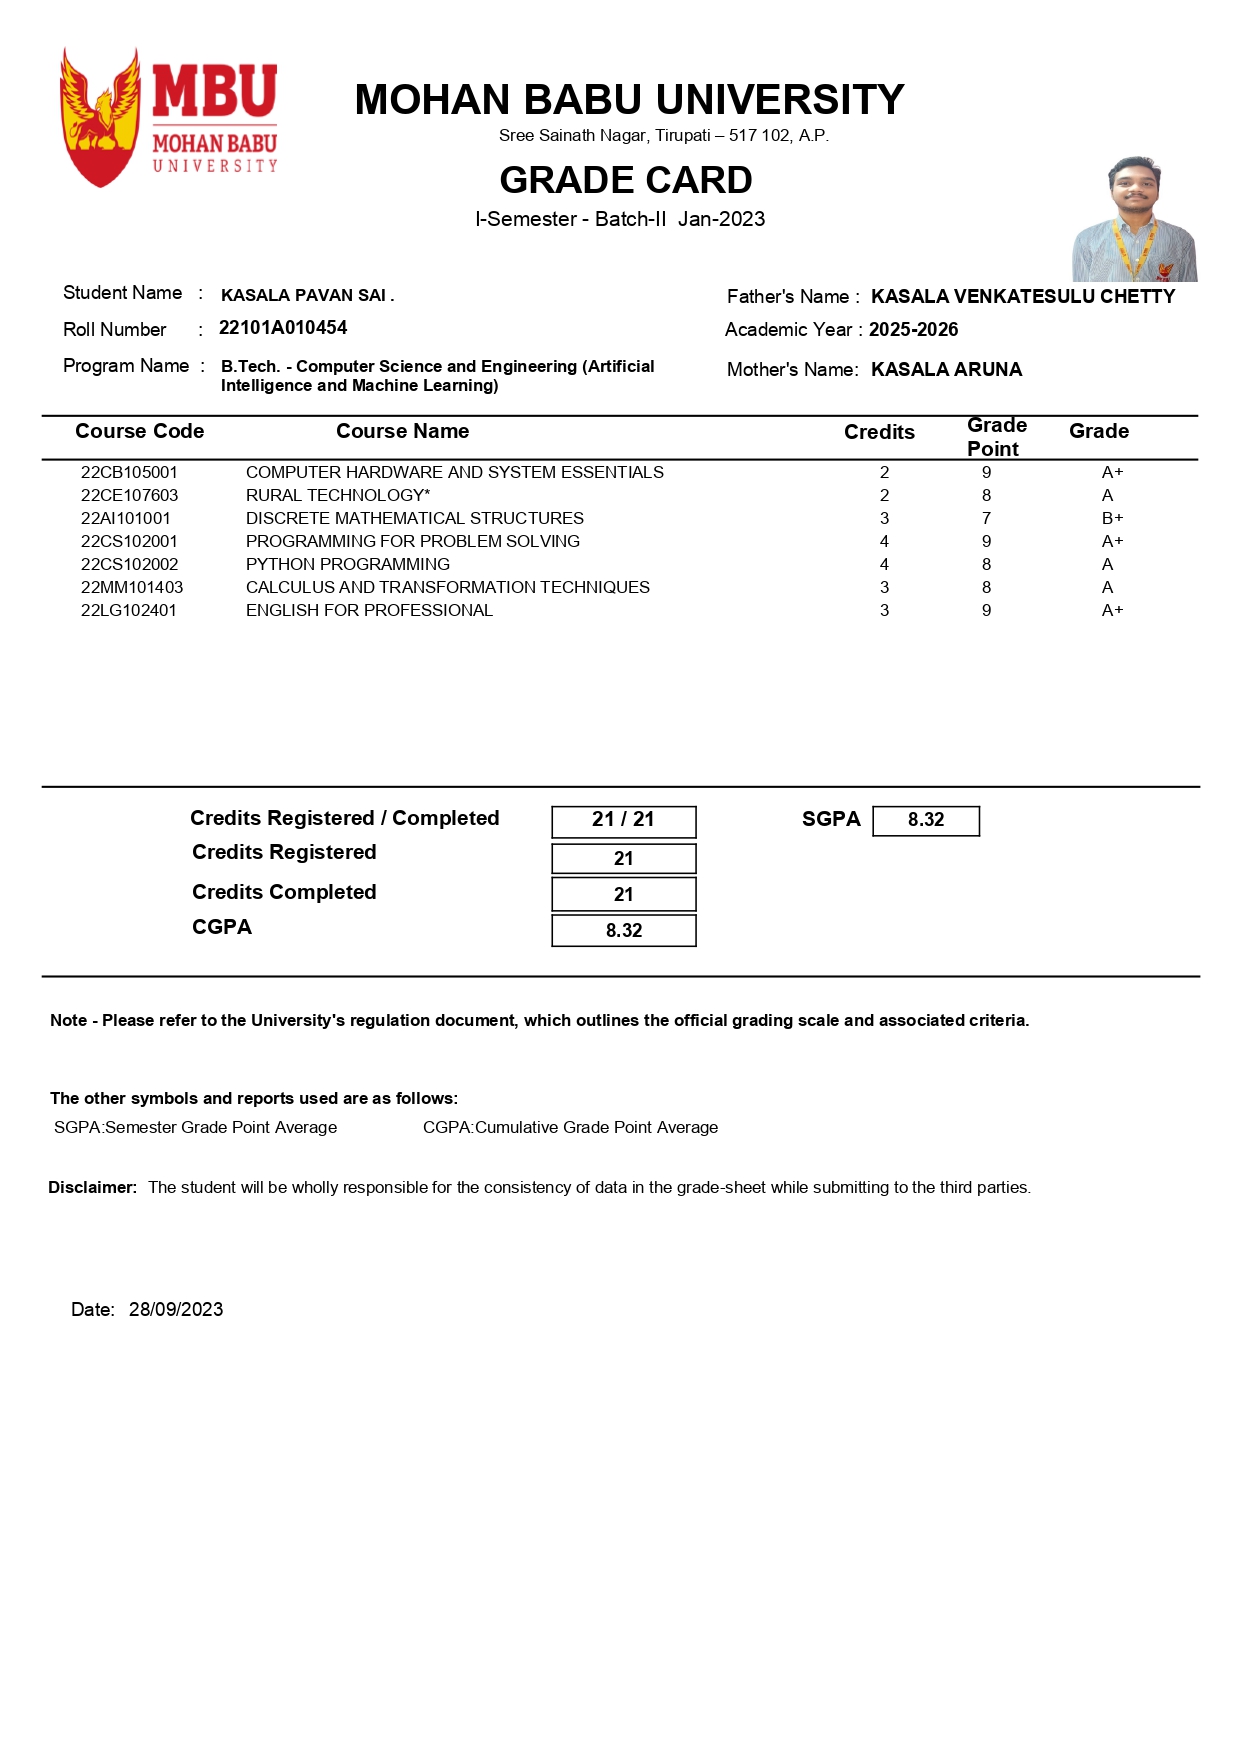 MBU
MOHAN BABU
UNIVERSITY
MOHAN BABU UNIVERSITY
Sree Sainath Nagar, Tirupati – 517 102, A.P.
GRADE CARD
I-Semester - Batch-II  Jan-2023
Student Name : KASALA PAVAN SAI .
Father's Name : KASALA VENKATESULU CHETTY
Roll Number : 22101A010454
Academic Year : 2025-2026
Program Name : B.Tech. - Computer Science and Engineering (Artificial
Intelligence and Machine Learning)
Mother's Name: KASALA ARUNA
Course Code Course Name Credits Grade Point Grade
22CB105001 COMPUTER HARDWARE AND SYSTEM ESSENTIALS 2 9 A+
22CE107603 RURAL TECHNOLOGY* 2 8 A
22AI101001 DISCRETE MATHEMATICAL STRUCTURES 3 7 B+
22CS102001 PROGRAMMING FOR PROBLEM SOLVING 4 9 A+
22CS102002 PYTHON PROGRAMMING 4 8 A
22MM101403 CALCULUS AND TRANSFORMATION TECHNIQUES 3 8 A
22LG102401 ENGLISH FOR PROFESSIONAL 3 9 A+
Credits Registered / Completed 21 / 21 SGPA 8.32
Credits Registered 21
Credits Completed 21
CGPA 8.32
Note - Please refer to the University's regulation document, which outlines the official grading scale and associated criteria.
The other symbols and reports used are as follows:
SGPA:Semester Grade Point Average CGPA:Cumulative Grade Point Average
Disclaimer: The student will be wholly responsible for the consistency of data in the grade-sheet while submitting to the third parties.
Date: 28/09/2023